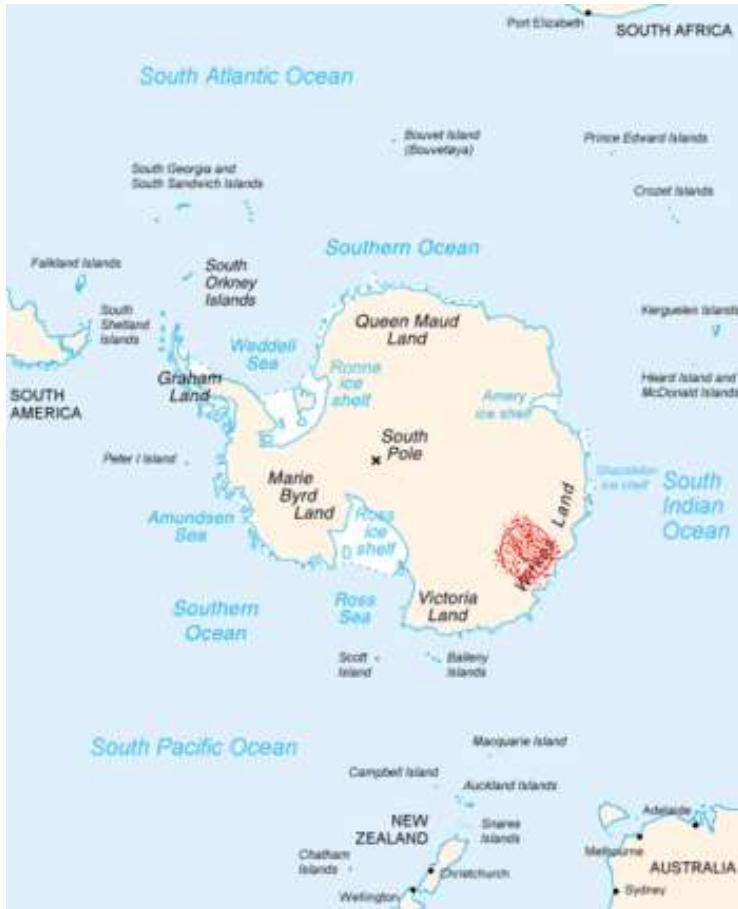 Port Elizabeth
SOUTH AFRICA
South Atlantic Ocean
Bouvet Island
(Bouvetøya)
Prince Edward Islands
South Georgia and
South Sandwich Islands
Crozet Islands
Southern Ocean
Falkland Islands
South
Orkney
Islands
South
Shetland
Islands
Queen Maud
Land
Kerguelen Islands
Weddell
Sea
Ronne
ice
shelf
Graham
Land
SOUTH
AMERICA
Amery
ice shelf
Heard Island and
McDonald Islands
South
Pole
Peter I Island
Marie
Byrd
Land
Shackleton
ice shelf
South
Indian
Ocean
Amundsen
Sea
Ross
ice
shelf
Wilkes Land
Southern
Ocean
Ross
Sea
Victoria
Land
Scott
Island
Balleny
Islands
South Pacific Ocean
Macquarie Island
Campbell Island
Auckland Islands
NEW
ZEALAND
Snares
Islands
Adelaide
Melbourne
Chatham
Islands
Christchurch
AUSTRALIA
Wellington
Sydney